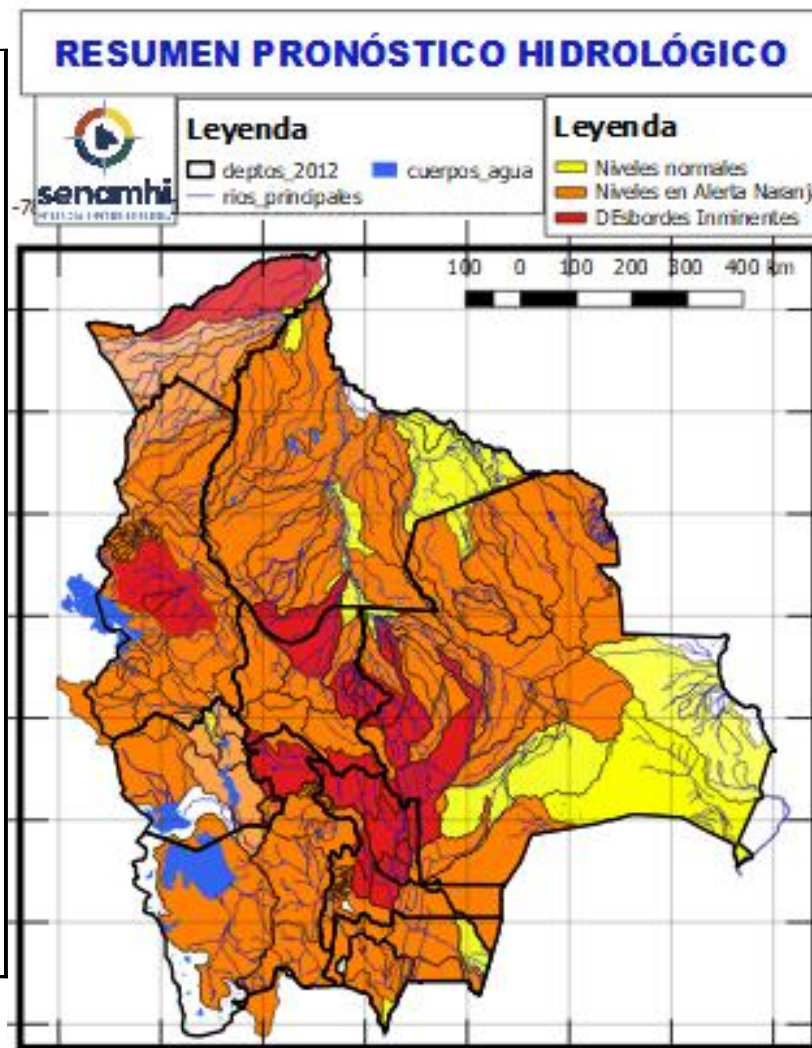 RESUMEN PRONÓSTICO HIDROLÓGICO
senamhi
Leyenda
deptos_2012
cuerpos_agua
rios_principales
Leyenda
Niveles normales
Niveles en Alerta Naranj
DEsbordes Inminentes
100 0 100 200 300 400 km